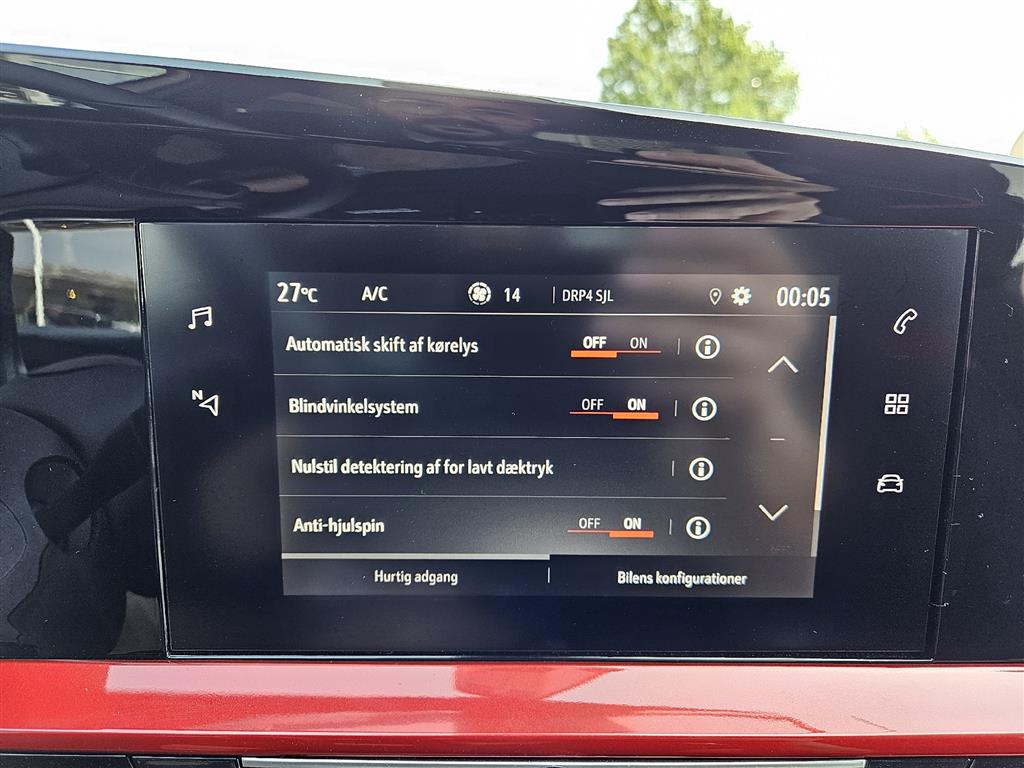 27°C A/C 14 DRP4 SJL 00:05
Automatisk skift af kørelys OFF ON
N
Blindvinkelsystem OFF ON
Nulstil detektering af for lavt dæktryk
Anti-hjulspin OFF ON
Hurtig adgang Bilens konfigurationer